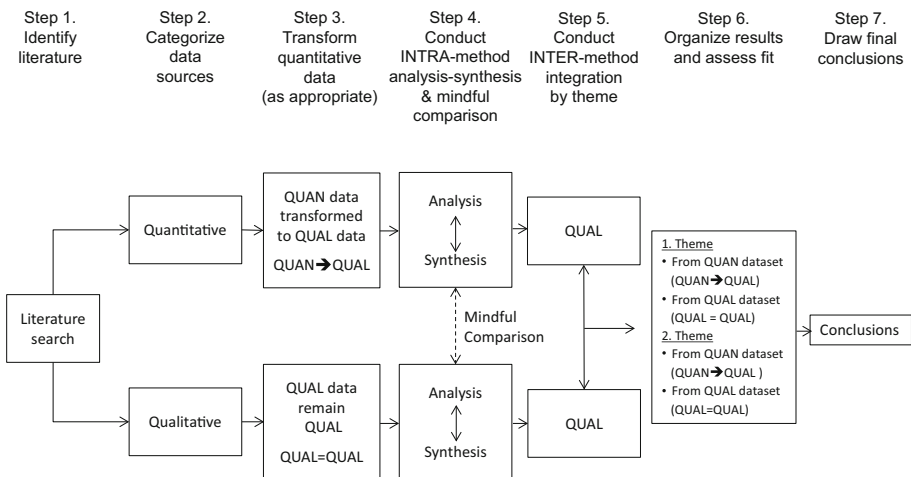 Step 1.
Identify
literature
Step 2.
Categorize
data
sources
Step 3.
Transform
quantitative
data
(as appropriate)
Step 4.
Conduct
INTRA-method
analysis-synthesis
& mindful
comparison
Step 5.
Conduct
INTER-method
integration
by theme
Step 6.
Organize results
and assess fit
Step 7.
Draw final
conclusions
Literature
search
Quantitative
Qualitative
QUAN data
transformed
to QUAL data
QUAN➔QUAL
QUAL data
remain
QUAL
QUAL=QUAL
Analysis
Synthesis
Mindful
Comparison
Analysis
Synthesis
QUAL
QUAL
1. Theme
• From QUAN dataset
(QUAN➔QUAL)
• From QUAL dataset
(QUAL = QUAL)
2. Theme
• From QUAN dataset
(QUAN➔QUAL )
• From QUAL dataset
(QUAL=QUAL)
Conclusions